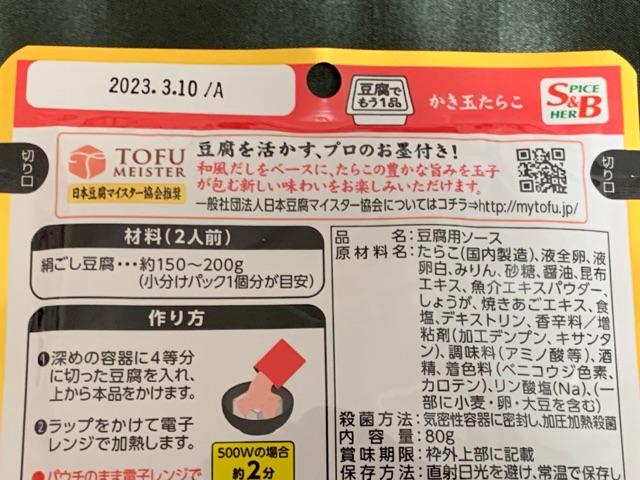 2023.3.10/A
豆腐で
もう1品
かき玉たらこ
S&B
SPICE
HERB
切り口
切り口
TOFU
MEISTER
日本豆腐マイスター協会推奨
豆腐を活かす、プロのお墨付き!
和風だしをベースに、たらこの豊かな旨みを玉子
が包む新しい味わいをお楽しみいただけます。
一般社団法人日本豆腐マイスター協会についてはコチラ⇒http://mytofu.jp/
材料(2人前)
絹ごし豆腐・・・約150〜200g
(小分けパック1個分が目安)
作り方
❶深めの容器に4等分
に切った豆腐を入れ、
上から本品をかけます。
❷ラップをかけて電子
レンジで加熱します。
●パウチのまま電子レンジで
500Wの場合
約2分
品名:豆腐用ソース
原材料名:たらこ(国内製造)、液全卵、液
卵白、みりん、砂糖、醤油、昆布
エキス、魚介エキスパウダー、
しょうが、焼きあごエキス、食
塩、デキストリン、香辛料/増
粘剤(加工デンプン、キサンタ
ン)、調味料(アミノ酸等)、酒
精、着色料(ベニコウジ色素、
カロテン)、リン酸塩(Na)、(一
部に小麦・卵・大豆を含む)
殺菌方法:気密性容器に密封し、加圧加熱殺菌
内容量:80g
賞味期限:枠外上部に記載
保存方法:直射日光を避け、常温で保存し